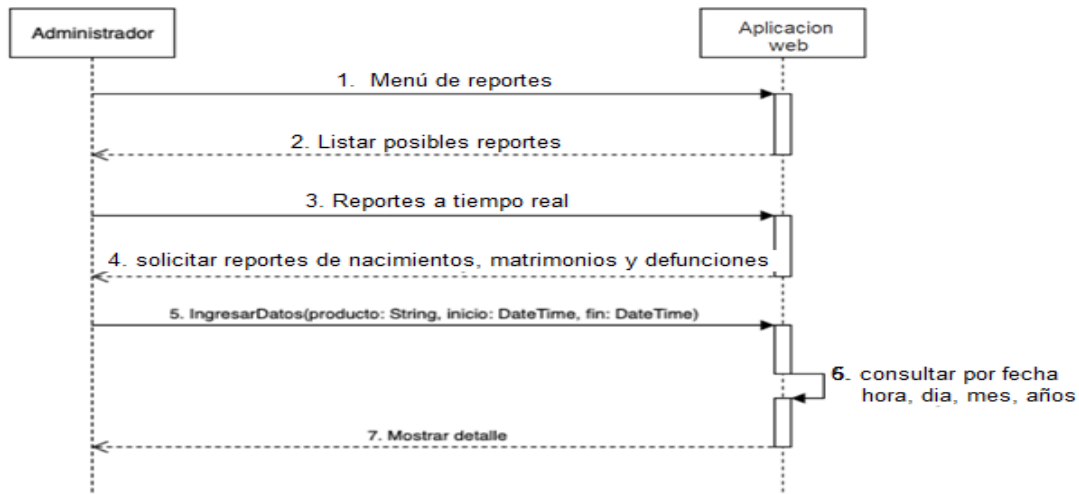 Administrador
Aplicacion
web
1. Menú de reportes
2. Listar posibles reportes
3. Reportes a tiempo real
4. solicitar reportes de nacimientos, matrimonios y defunciones
5. IngresarDatos(producto: String, inicio: DateTime, fin: DateTime)
6. consultar por fecha
hora, dia, mes, años
7. Mostrar detalle